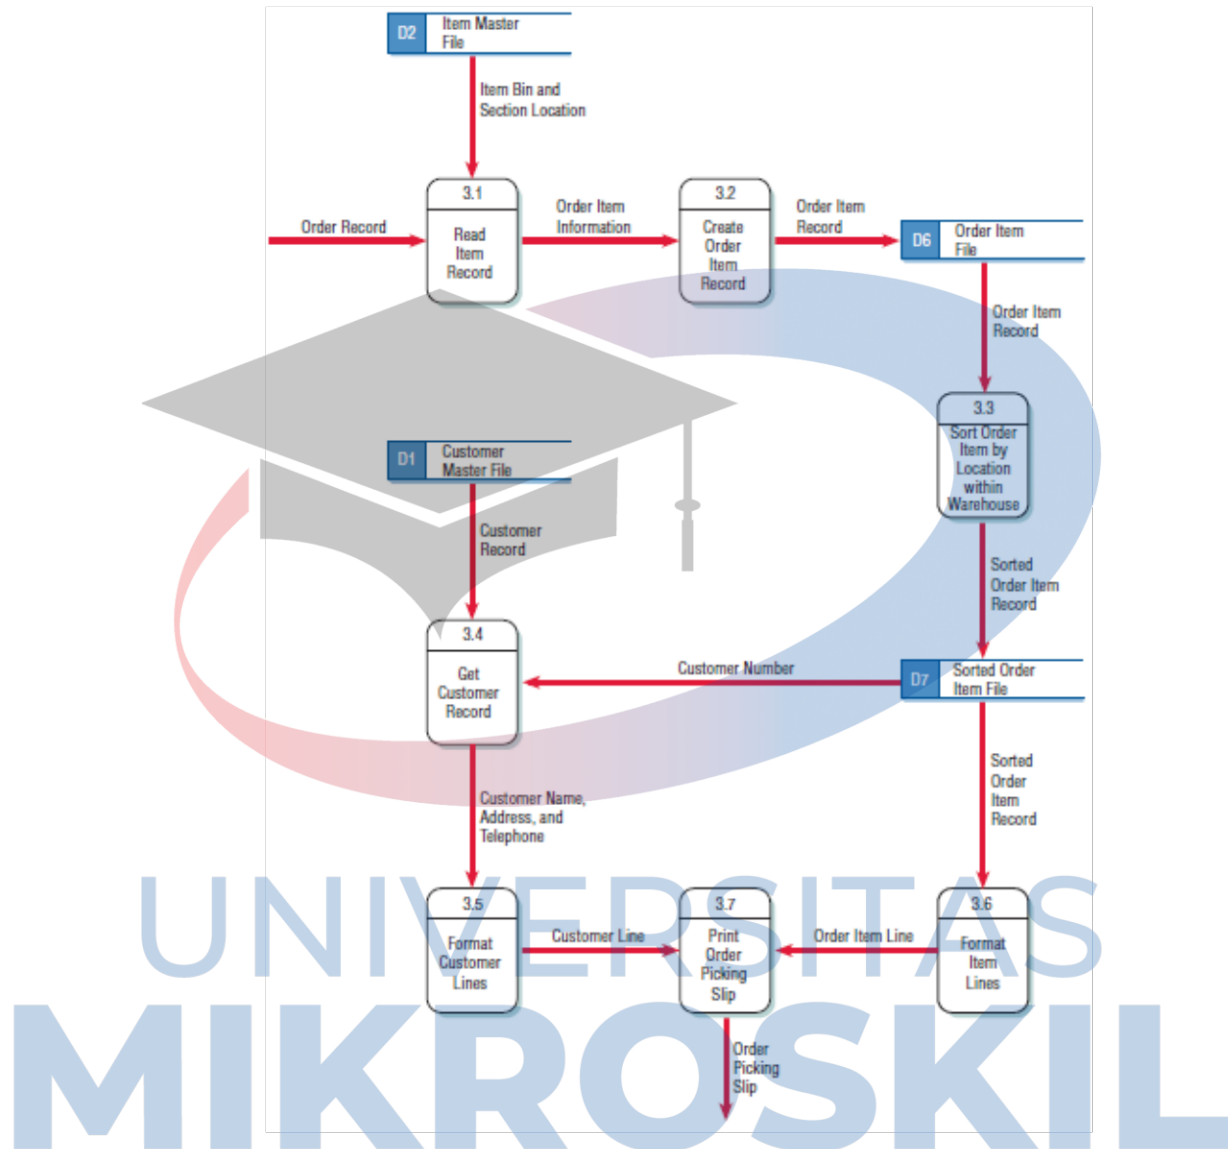 D2
Item Master
File
Item Bin and
Section Location
3.1
Read
Item
Record
Order Record
Order Item
Information
3.2
Create
Order
Item
Record
Order Item
Record
D6
Order Item
File
Order Item
Record
3.3
Sort Order
Item by
Location
within
Warehouse
D1
Customer
Master File
Customer
Record
Sorted
Order Item
Record
3.4
Get
Customer
Record
Customer Number
D7
Sorted Order
Item File
Customer Name,
Address, and
Telephone
Sorted
Order
Item
Record
3.5
Format
Customer
Lines
Customer Line
3.7
Print
Order
Picking
Slip
Order Item Line
3.6
Format
Item
Lines
Order
Picking
Slip
UNIVERSITAS
MIKROSKIL